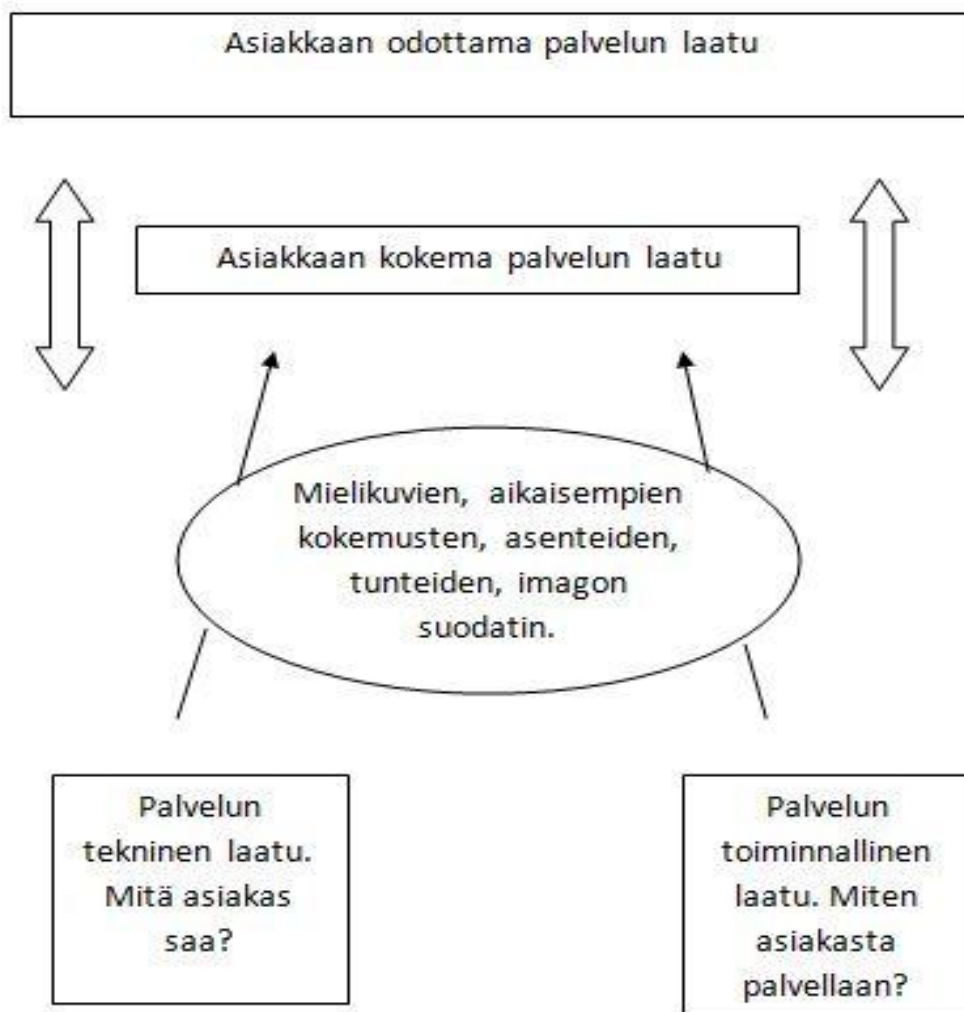 Asiakkaan odottama palvelun laatu
Asiakkaan kokema palvelun laatu
Mielikuvien, aikaisempien
kokemusten, asenteiden,
tunteiden, imagon
suodatin.
Palvelun
tekninen laatu.
Mitä asiakas
saa?
Palvelun
toiminnallinen
laatu. Miten
asiakasta
palvellaan?